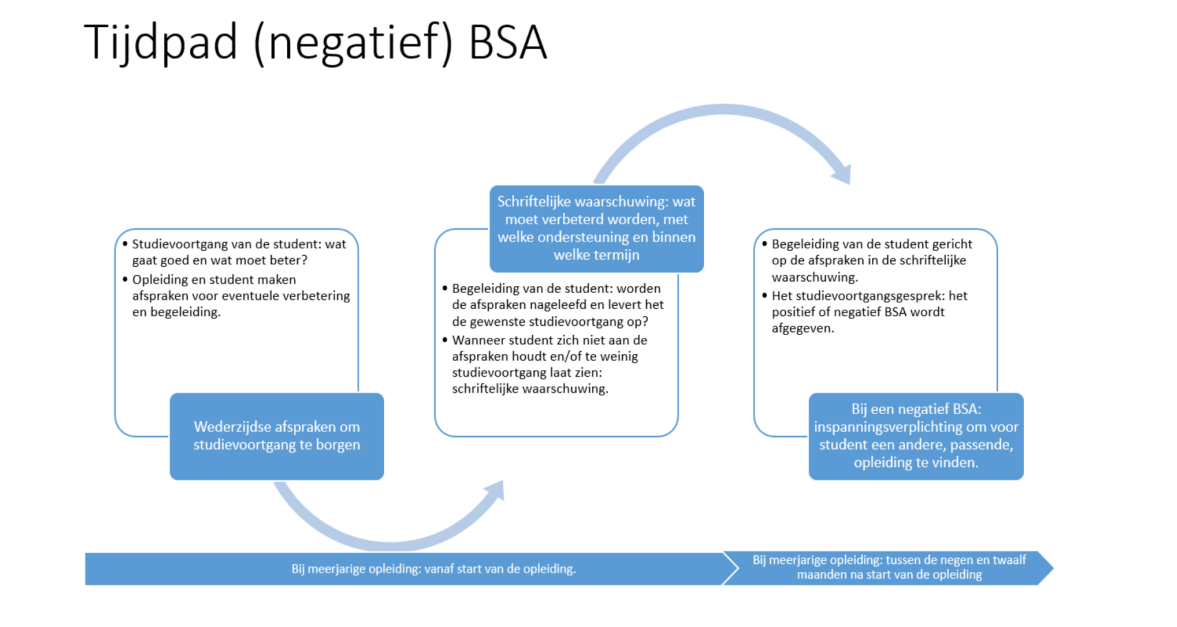 Tijdpad (negatief) BSA
• Studievoortgang van de student: wat
gaat goed en wat moet beter?
• Opleiding en student maken
afspraken voor eventuele verbetering
en begeleiding.
Wederzijdse afspraken om
studievoortgang te borgen
Schriftelijke waarschuwing: wat
moet verbeterd worden, met
welke ondersteuning en binnen
welke termijn
• Begeleiding van de student: worden
de afspraken nageleefd en levert het
de gewenste studievoortgang op?
• Wanneer student zich niet aan de
afspraken houdt en/of te weinig
studievoortgang laat zien:
schriftelijke waarschuwing.
• Begeleiding van de student gericht
op de afspraken in de schriftelijke
waarschuwing.
• Het studievoortgangsgesprek: het
positief of negatief BSA wordt
afgegeven.
Bij een negatief BSA:
inspanningsverplichting om voor
student een andere, passende,
opleiding te vinden.
Bij meerjarige opleiding: vanaf start van de opleiding.
Bij meerjarige opleiding: tussen de negen en twaalf
maanden na start van de opleiding